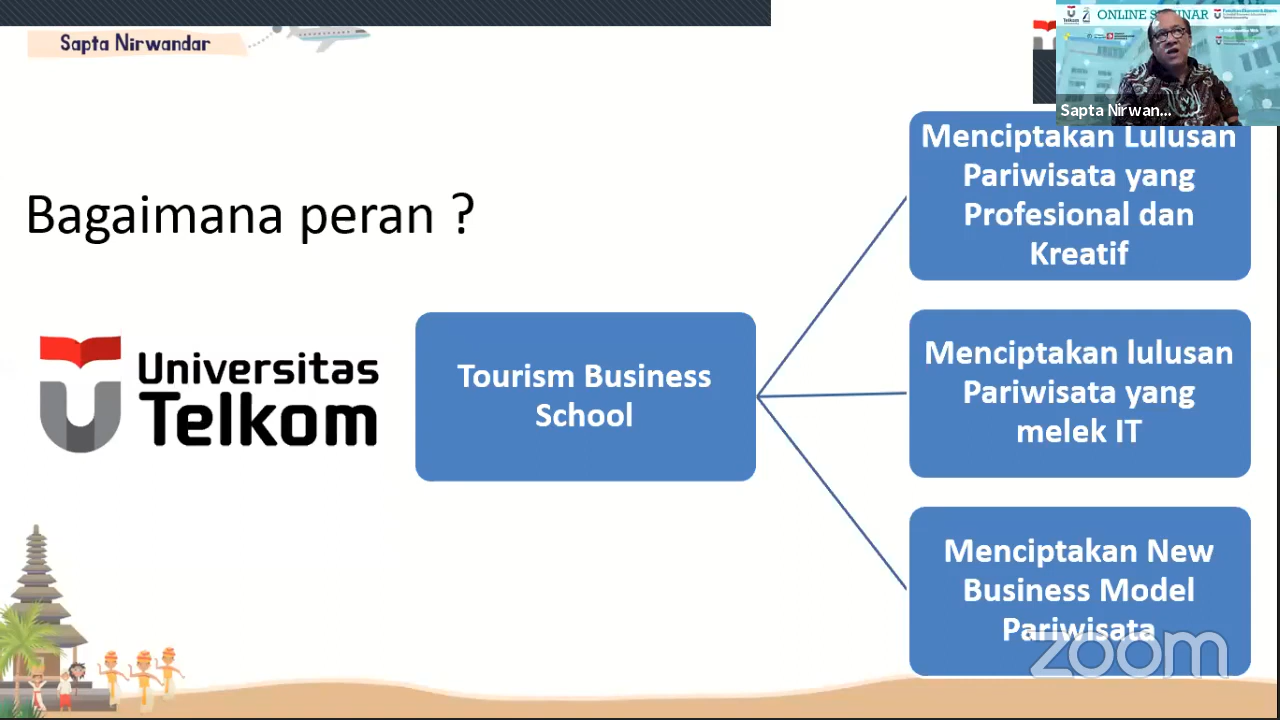 Sapta Nirwandar
ONLINE SEMINAR
Sapta Nirwan...
Bagaimana peran ?
Universitas
Telkom
Tourism Business
School
Menciptakan Lulusan
Pariwisata yang
Profesional dan
Kreatif
Menciptakan lulusan
Pariwisata yang
melek IT
Menciptakan New
Business Model
Pariwisata
zoom